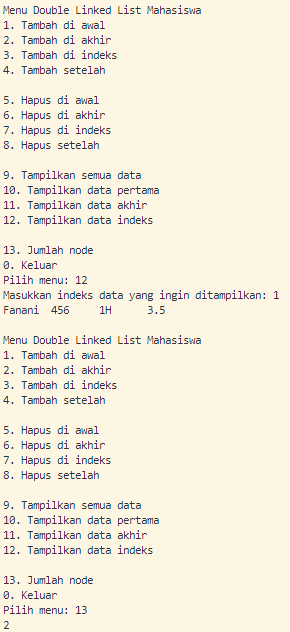 Menu Double Linked List Mahasiswa
1. Tambah di awal
2. Tambah di akhir
3. Tambah di indeks
4. Tambah setelah
5. Hapus di awal
6. Hapus di akhir
7. Hapus di indeks
8. Hapus setelah
9. Tampilkan semua data
10. Tampilkan data pertama
11. Tampilkan data akhir
12. Tampilkan data indeks
13. Jumlah node
0. Keluar
Pilih menu: 12
Masukkan indeks data yang ingin ditampilkan: 1
Fanani 456 1H 3.5
Menu Double Linked List Mahasiswa
1. Tambah di awal
2. Tambah di akhir
3. Tambah di indeks
4. Tambah setelah
5. Hapus di awal
6. Hapus di akhir
7. Hapus di indeks
8. Hapus setelah
9. Tampilkan semua data
10. Tampilkan data pertama
11. Tampilkan data akhir
12. Tampilkan data indeks
13. Jumlah node
0. Keluar
Pilih menu: 13
2